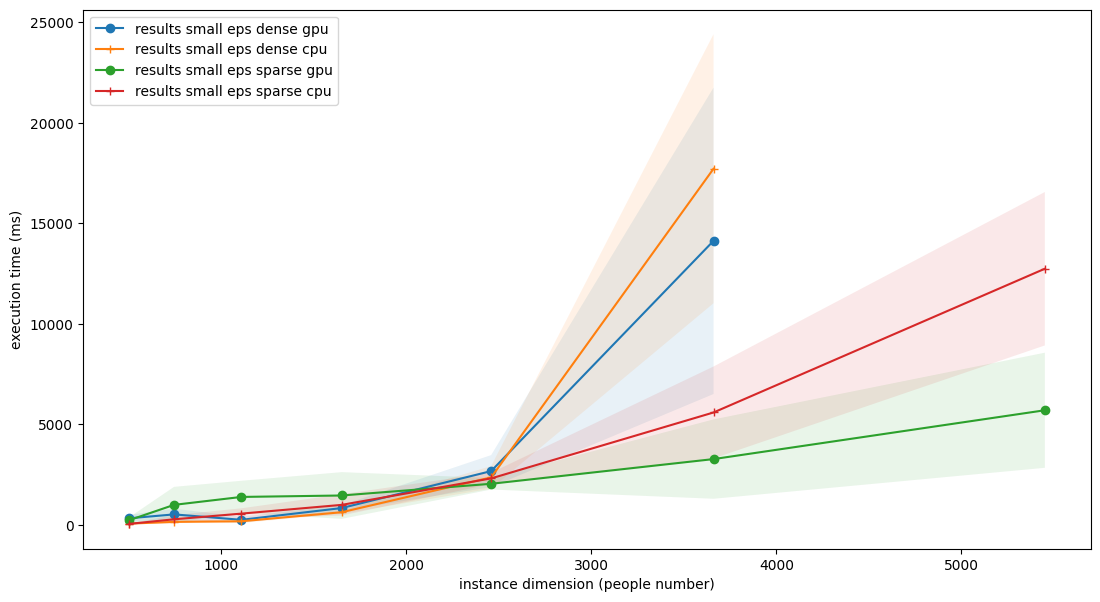 results small eps dense gpu
results small eps dense cpu
results small eps sparse gpu
results small eps sparse cpu
25000
20000
15000
10000
5000
0
execution time (ms)
1000 2000 3000 4000 5000
instance dimension (people number)